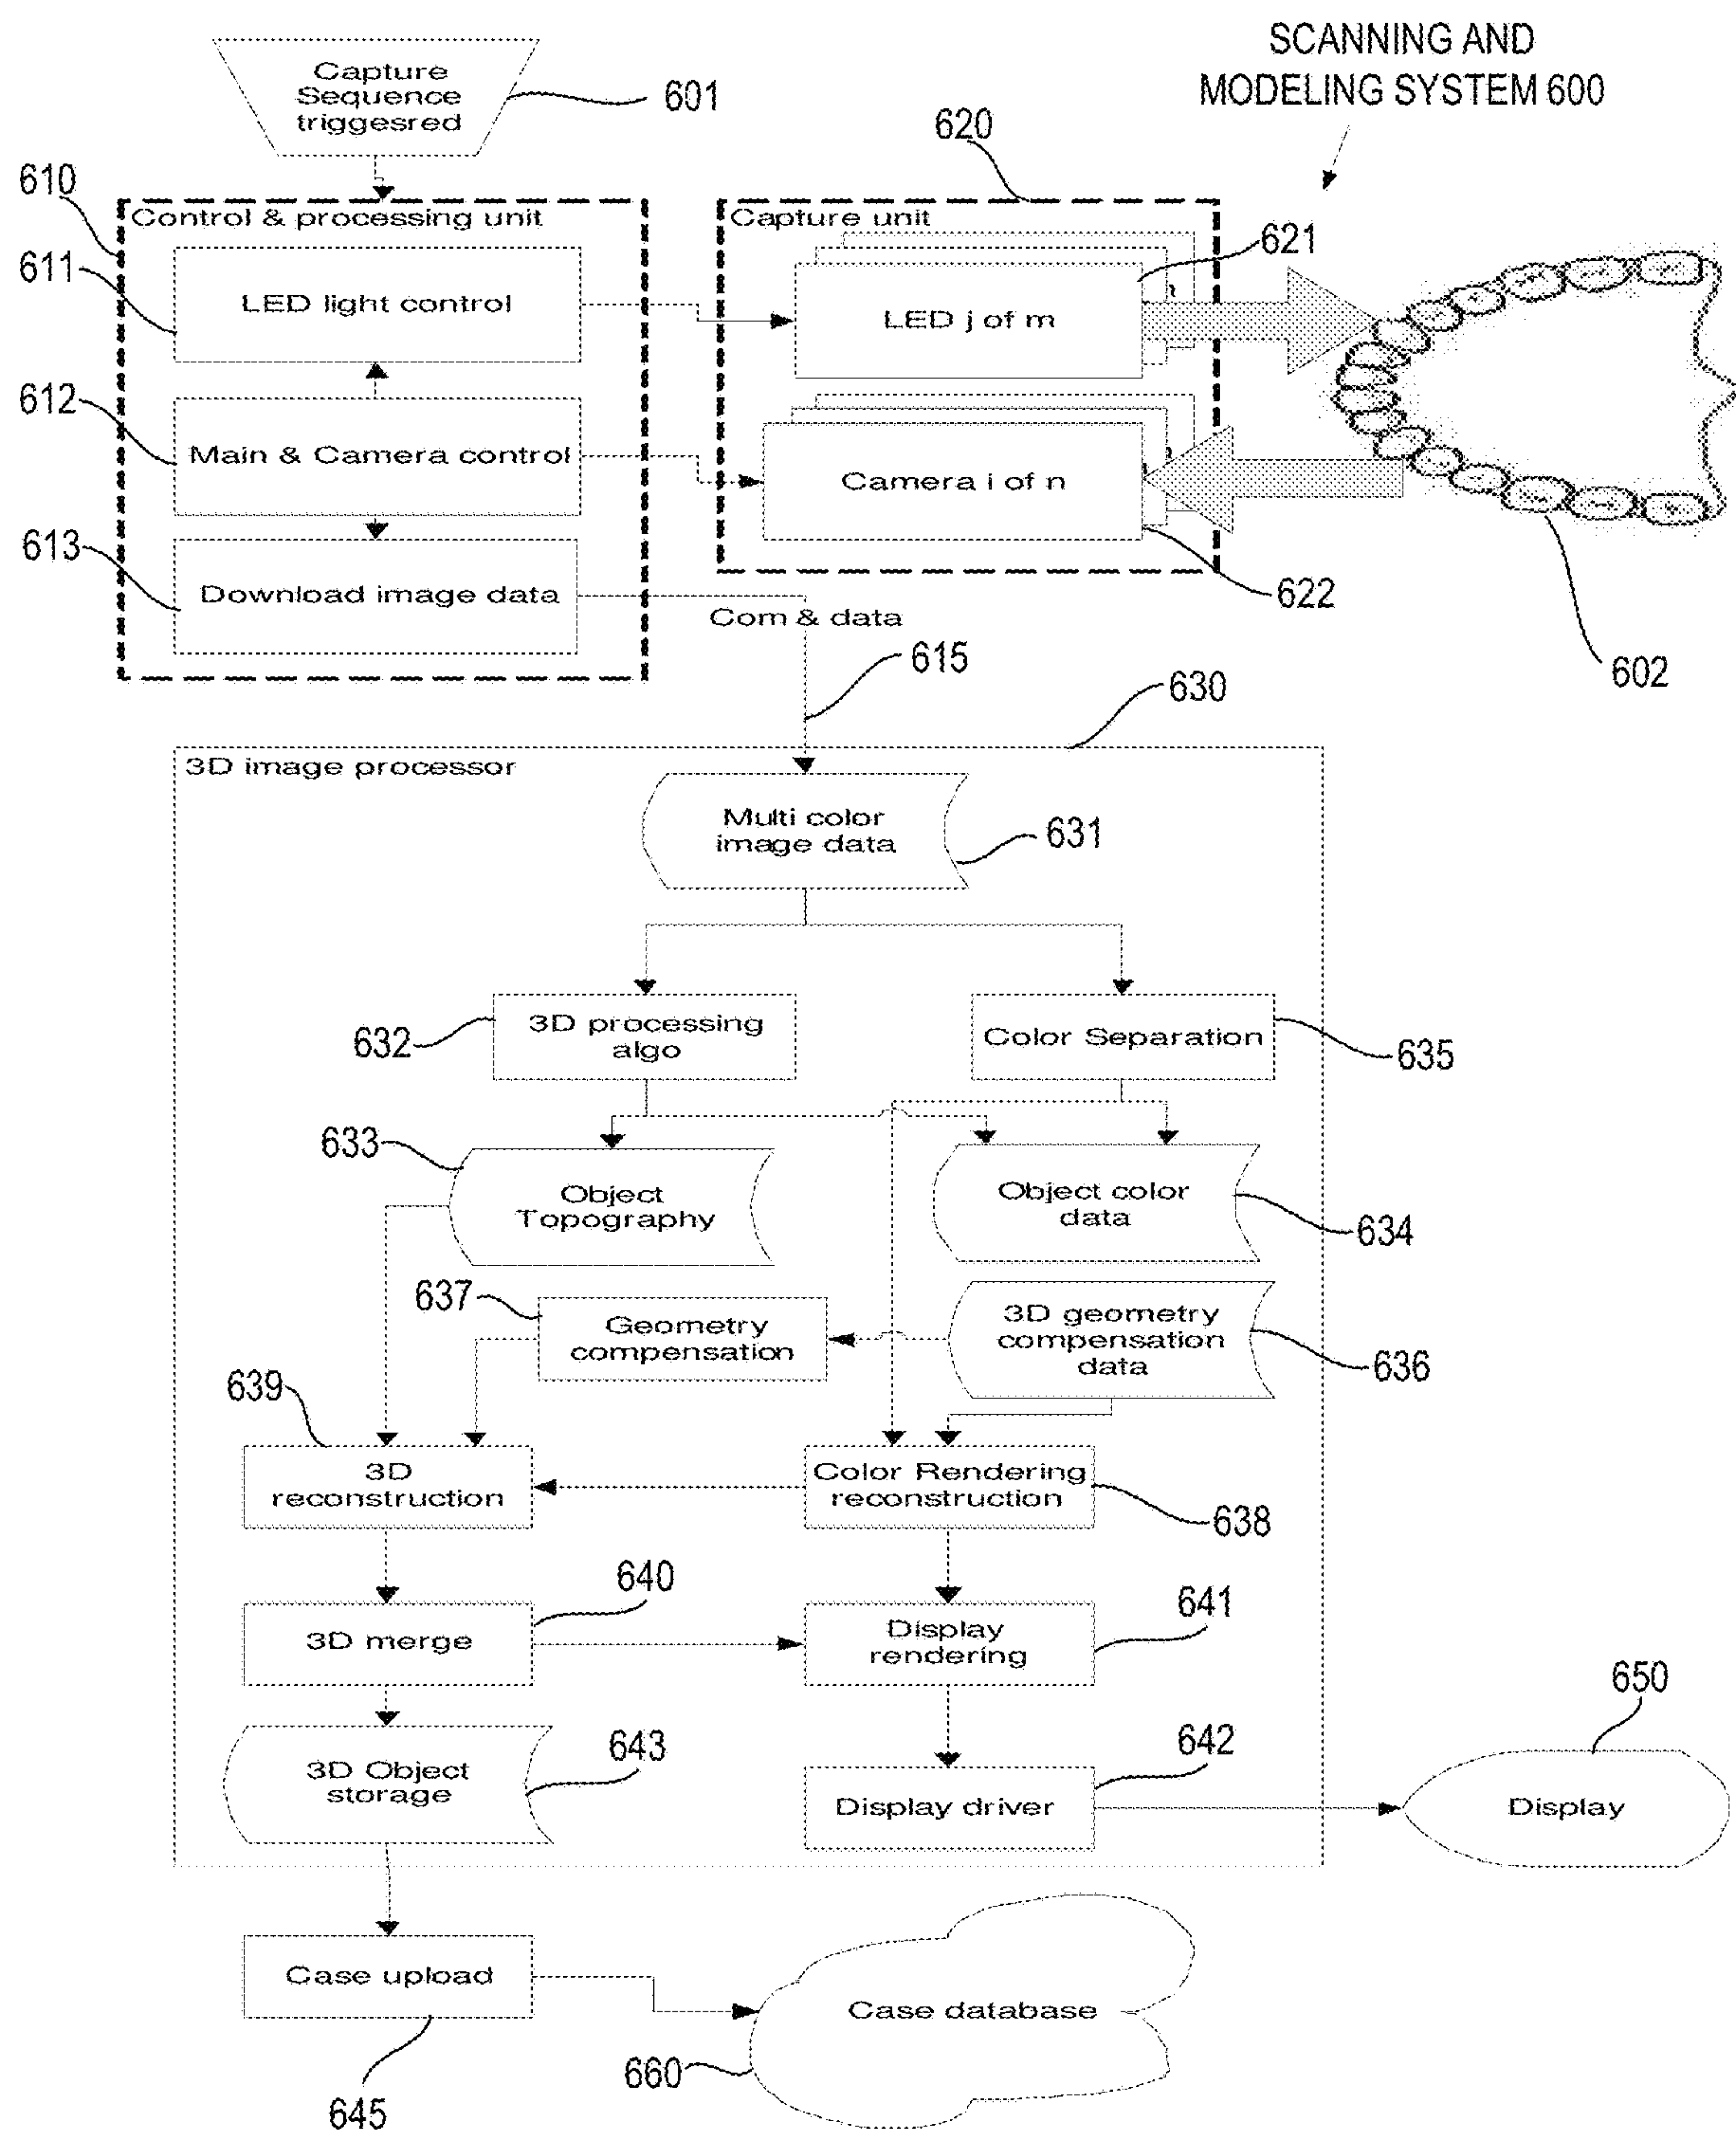 SCANNING AND
MODELING SYSTEM 600
Capture
Sequence
triggesred
601
620
610
Control & processing unit
Capture unit
621
611
LED light control
LED j of m
612
Main & Camera control
Camera i of n
613
Download image data
622
Com & data
602
615
630
3D image processor
Multi color
image data
631
3D processing
algo
632
Color Separation
635
633
Object
Topography
Object color
data
634
637
Geometry
compensation
3D geometry
compensation
data
636
639
3D
reconstruction
Color Rendering
reconstruction
638
640
3D merge
Display
rendering
641
650
3D Object
storage
643
642
Display driver
Display
Case upload
Case database
660
645